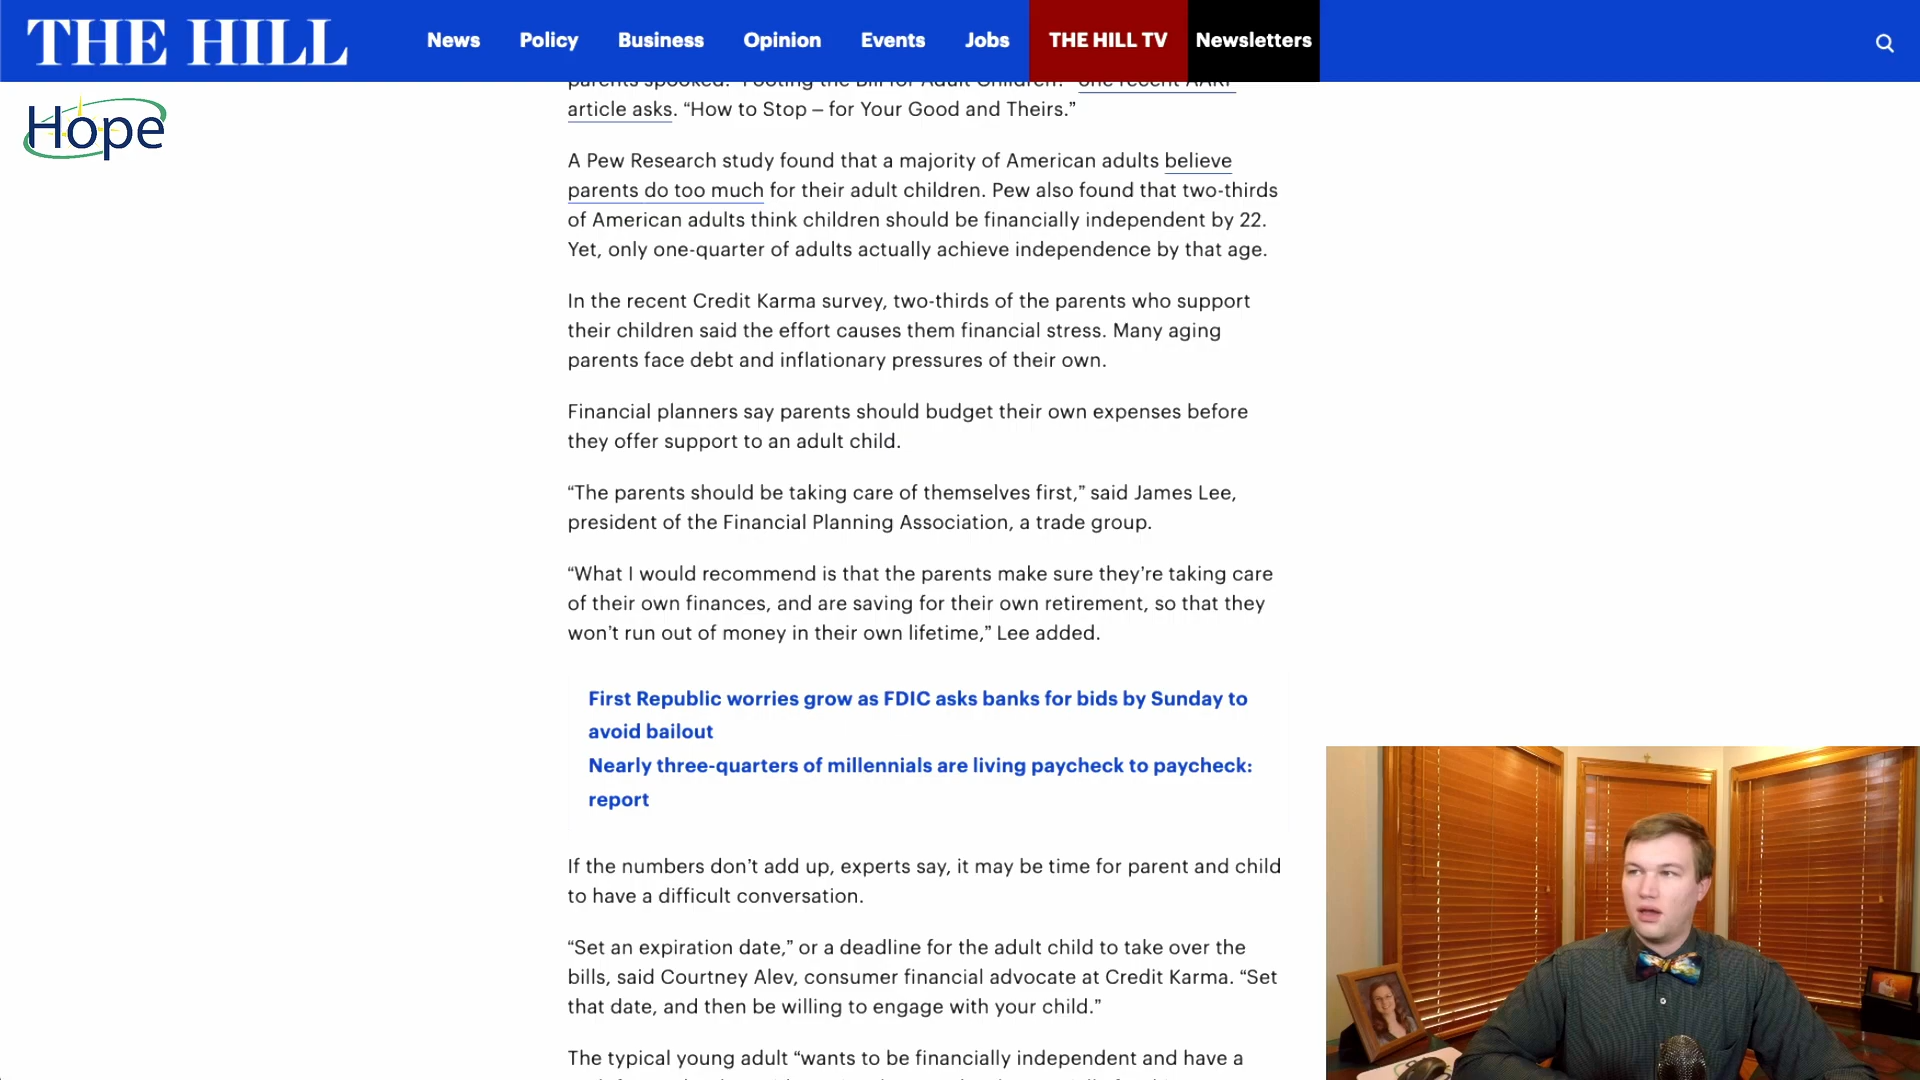 THE HILL
News Policy Business Opinion Events Jobs THE HILL TV Newsletters
Hope
parents spooked. “Footing the Bill for Adult Children?” one recent AARP
article asks. “How to Stop – for Your Good and Theirs.”
A Pew Research study found that a majority of American adults believe
parents do too much for their adult children. Pew also found that two-thirds
of American adults think children should be financially independent by 22.
Yet, only one-quarter of adults actually achieve independence by that age.
In the recent Credit Karma survey, two-thirds of the parents who support
their children said the effort causes them financial stress. Many aging
parents face debt and inflationary pressures of their own.
Financial planners say parents should budget their own expenses before
they offer support to an adult child.
“The parents should be taking care of themselves first,” said James Lee,
president of the Financial Planning Association, a trade group.
“What I would recommend is that the parents make sure they’re taking care
of their own finances, and are saving for their own retirement, so that they
won’t run out of money in their own lifetime,” Lee added.
First Republic worries grow as FDIC asks banks for bids by Sunday to
avoid bailout
Nearly three-quarters of millennials are living paycheck to paycheck:
report
If the numbers don’t add up, experts say, it may be time for parent and child
to have a difficult conversation.
“Set an expiration date,” or a deadline for the adult child to take over the
bills, said Courtney Alev, consumer financial advocate at Credit Karma. “Set
that date, and then be willing to engage with your child.”
The typical young adult “wants to be financially independent and have a